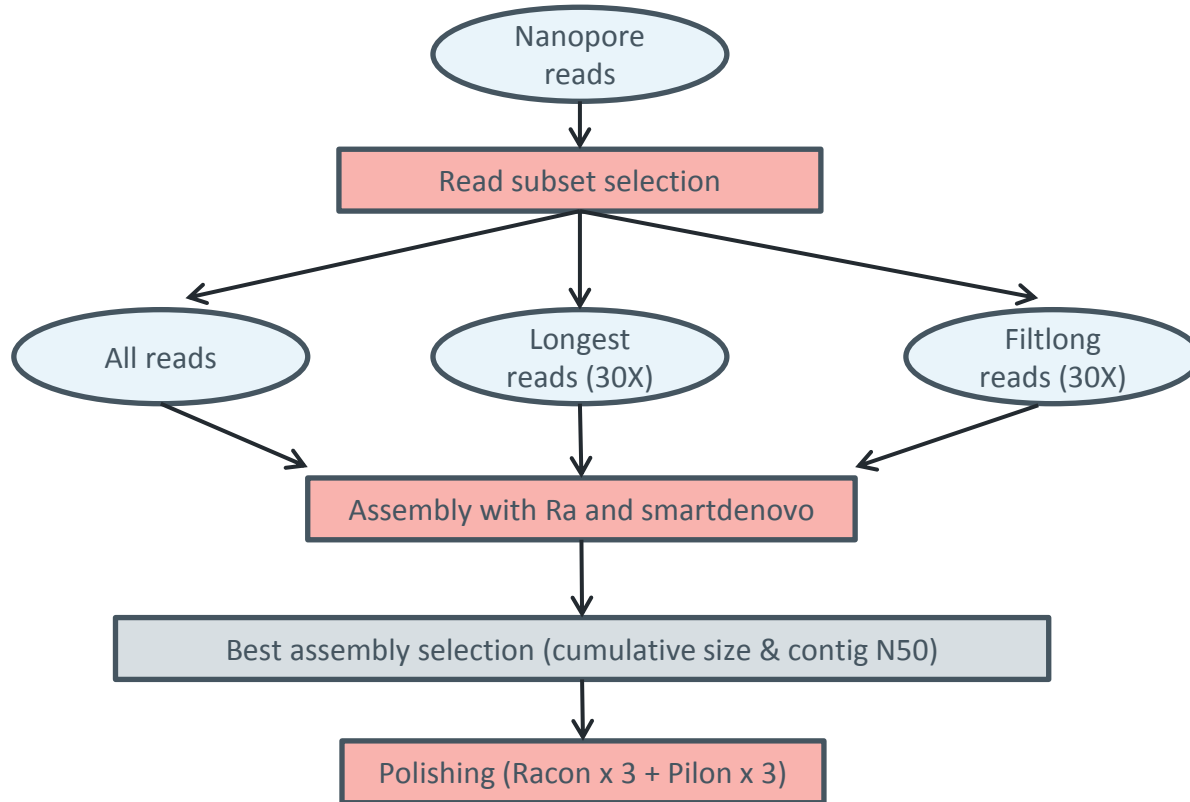 Nanopore
reads
Read subset selection
All reads
Longest
reads (30X)
Filtlong
reads (30X)
Assembly with Ra and smartdenovo
Best assembly selection (cumulative size & contig N50)
Polishing (Racon x 3 + Pilon x 3)